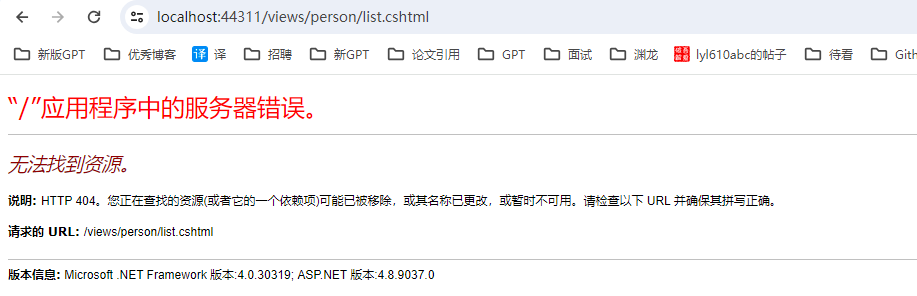 localhost:44311/views/person/list.cshtml
新版GPT 优秀博客 译 译 招聘 新GPT 论文引用 GPT 面试 渊龙 lyl610abc的帖子 待看 Gith
“/”应用程序中的服务器错误。
无法找到资源。
说明: HTTP 404。您正在查找的资源(或者它的一个依赖项)可能已被移除，或其名称已更改，或暂时不可用。请检查以下 URL 并确保其拼写正确。
请求的 URL: /views/person/list.cshtml
版本信息: Microsoft .NET Framework 版本:4.0.30319; ASP.NET 版本:4.8.9037.0